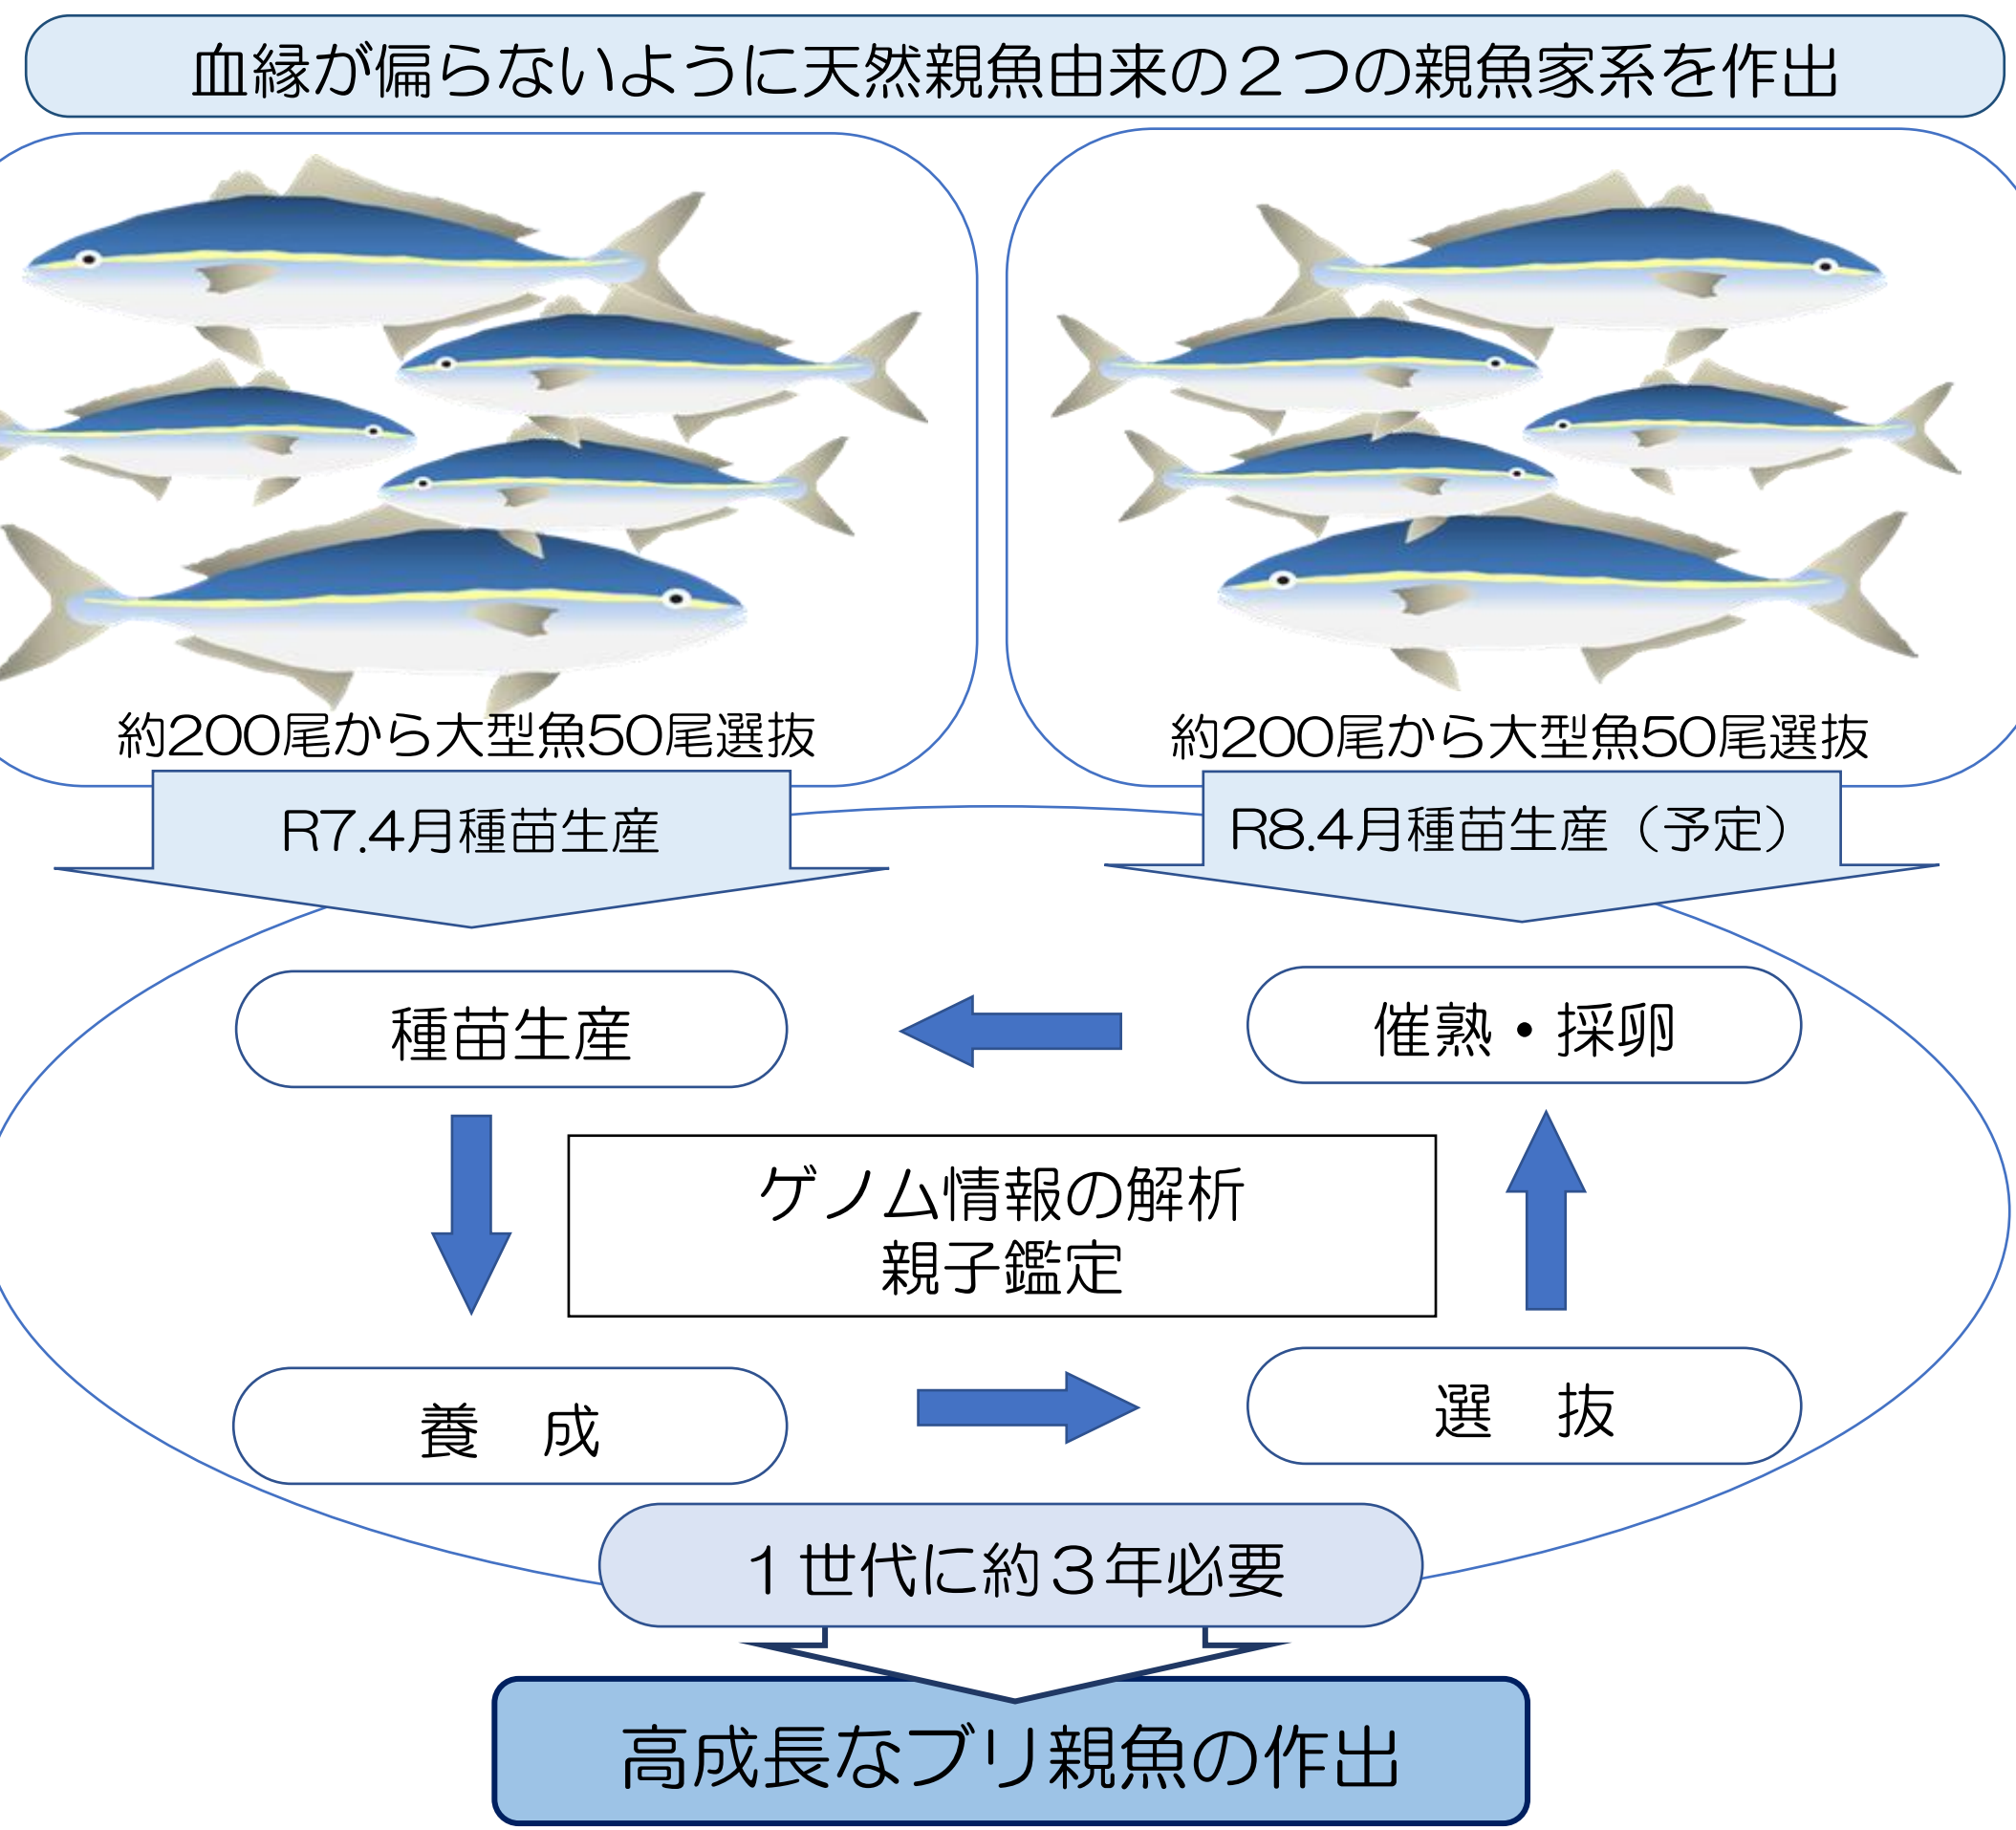 血縁が偏らないように天然親魚由来の２つの親魚家系を作出
約200尾から大型魚50尾選抜
約200尾から大型魚50尾選抜
R7.4月種苗生産
R8.4月種苗生産（予定）
種苗生産
催熟・採卵
ゲノム情報の解析
親子鑑定
養　成
選　抜
１世代に約３年必要
高成長なブリ親魚の作出